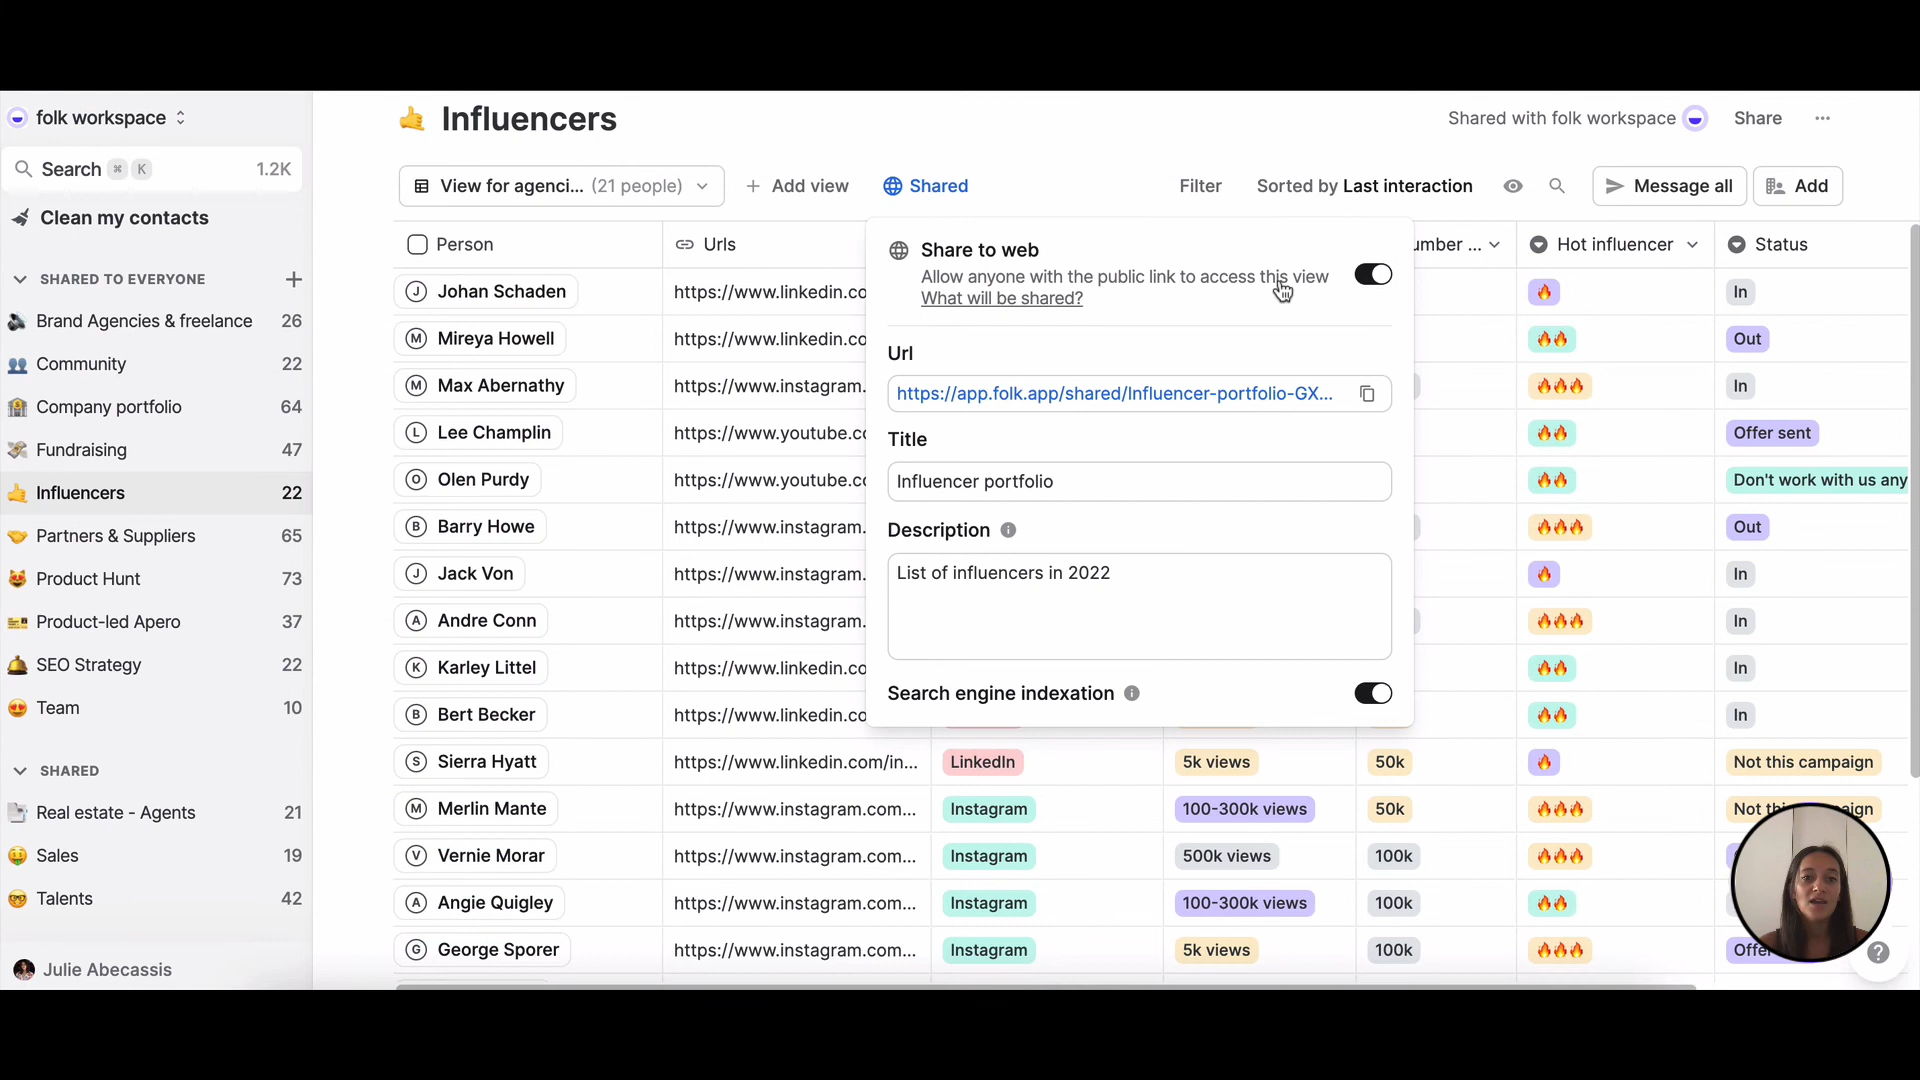 folk workspace
Search ⌘ K 1.2K
Clean my contacts
SHARED TO EVERYONE
Brand Agencies & freelance 26
Community 22
Company portfolio 64
Fundraising 47
Influencers 22
Partners & Suppliers 65
Product Hunt 73
Product-led Apero 37
SEO Strategy 22
Team 10
SHARED
Real estate - Agents 21
Sales 19
Talents 42
Julie Abecassis
Influencers
Shared with folk workspace Share
View for agenci... (21 people) Add view Shared Filter Sorted by Last interaction Message all Add
Person Urls umber ... Hot influencer Status
J Johan Schaden https://www.linkedin.co In
M Mireya Howell https://www.linkedin.co Out
M Max Abernathy https://www.instagram. In
L Lee Champlin https://www.youtube.co Offer sent
O Olen Purdy https://www.youtube.co Don't work with us any
B Barry Howe https://www.instagram. Out
J Jack Von https://www.instagram. In
A Andre Conn https://www.instagram. In
K Karley Littel https://www.linkedin.co In
B Bert Becker https://www.linkedin.co In
S Sierra Hyatt https://www.linkedin.com/in... LinkedIn 5k views 50k Not this campaign
M Merlin Mante https://www.instagram.com... Instagram 100-300k views 50k Not
V Vernie Morar https://www.instagram.com... Instagram 500k views 100k
A Angie Quigley https://www.instagram.com... Instagram 100-300k views 100k
G George Sporer https://www.instagram.com... Instagram 5k views 100k
Share to web
Allow anyone with the public link to access this view
What will be shared?
Url
https://app.folk.app/shared/Influencer-portfolio-GX...
Title
Influencer portfolio
Description
List of influencers in 2022
Search engine indexation